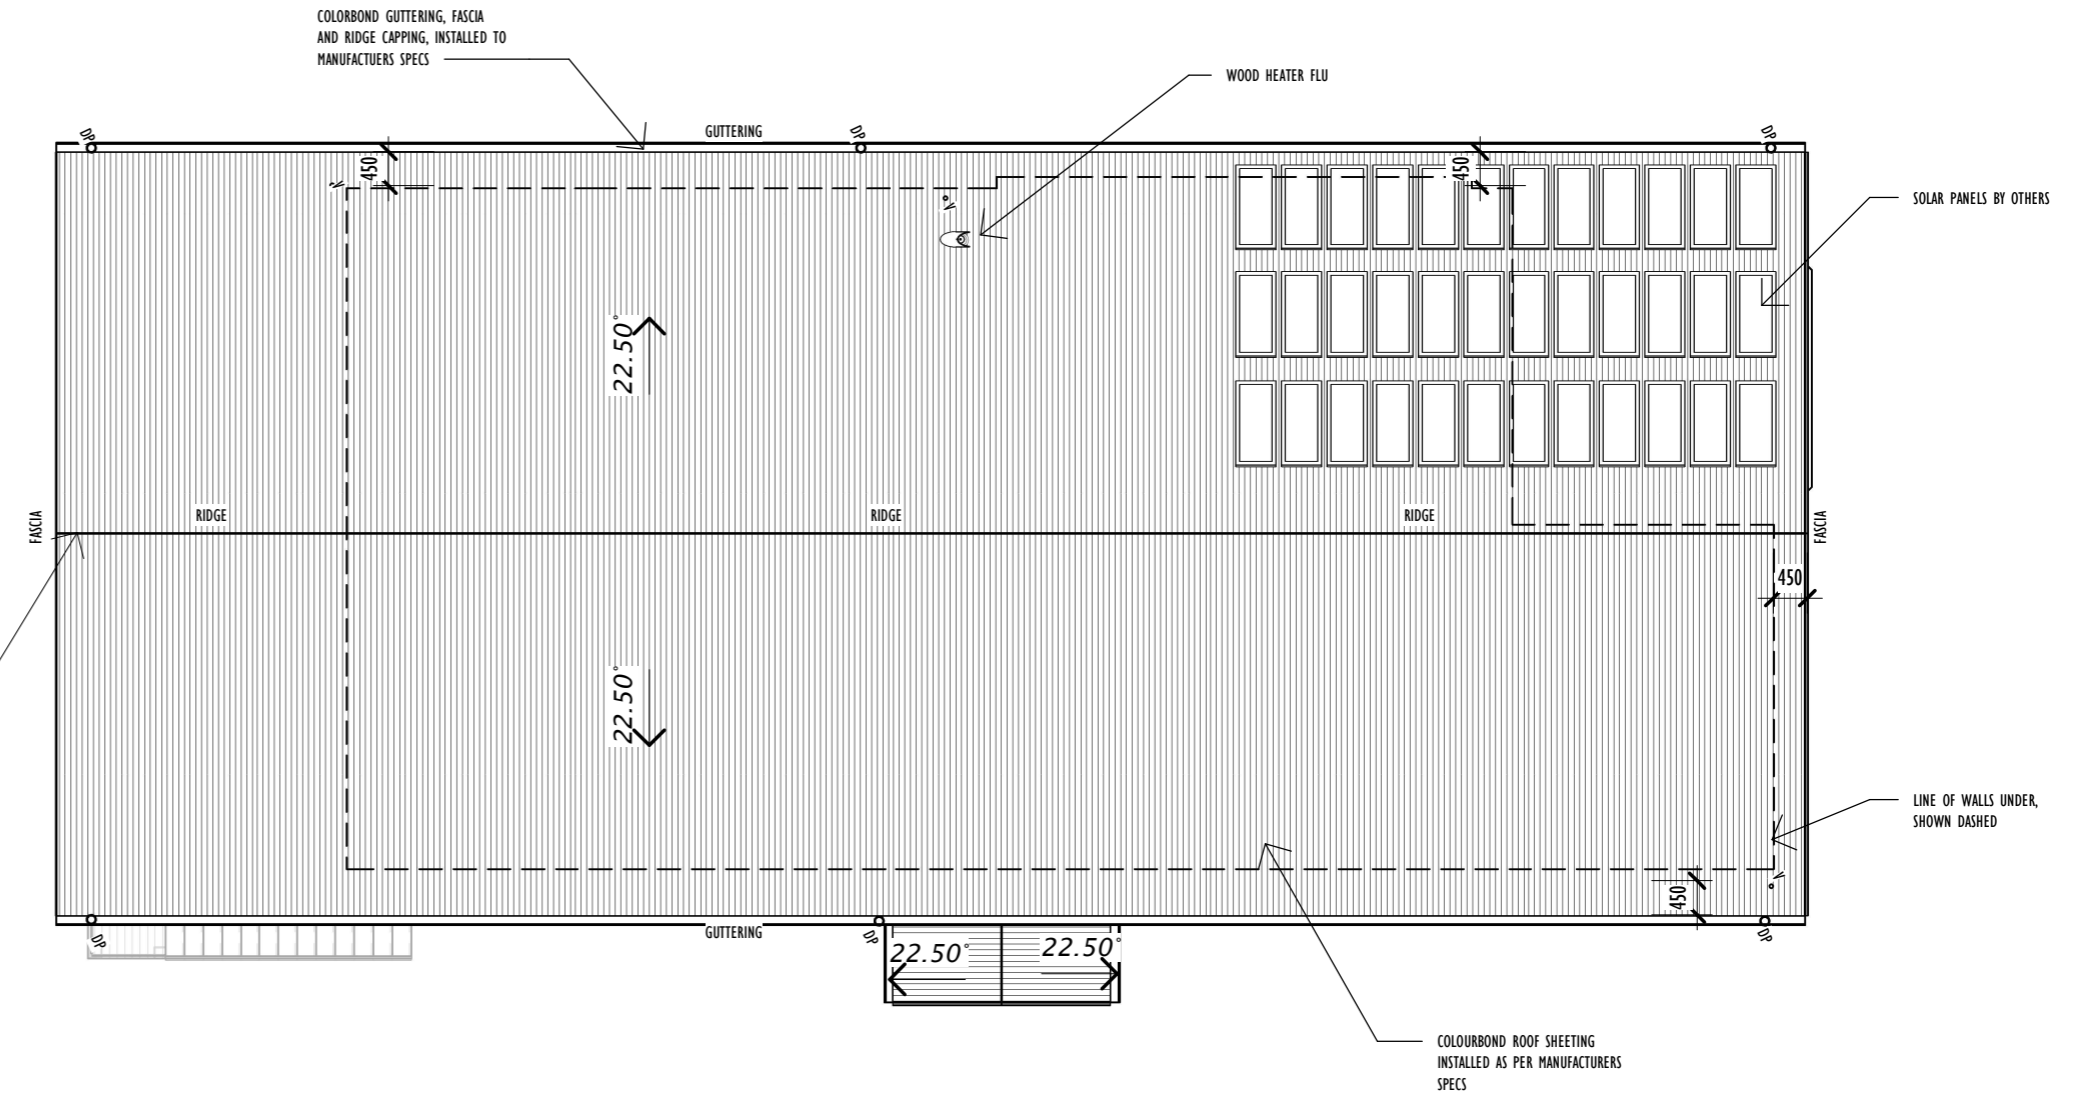 COLORBOND GUTTERING, FASCIA
AND RIDGE CAPPING, INSTALLED TO
MANUFACTUERS SPECS
WOOD HEATER FLU
DP
GUTTERING
DP
DP
450
450
V
V
SOLAR PANELS BY OTHERS
22.50°
FASCIA
RIDGE
RIDGE
RIDGE
FASCIA
450
22.50°
LINE OF WALLS UNDER,
SHOWN DASHED
V
450
DP
GUTTERING
DP
DP
22.50°
22.50°
COLOURBOND ROOF SHEETING
INSTALLED AS PER MANUFACTURERS
SPECS